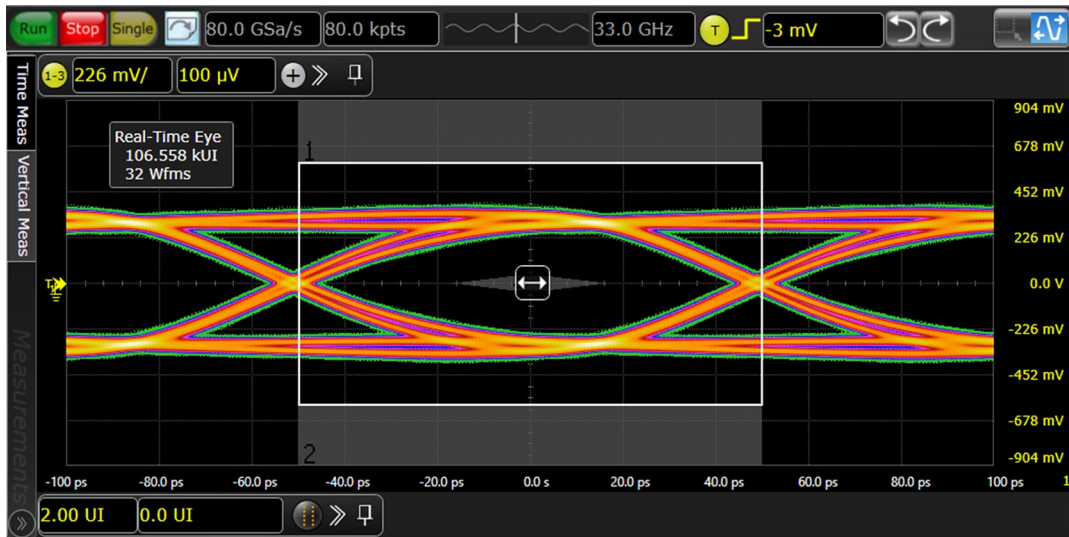 Run Stop Single 80.0 GSa/s 80.0 kpts 33.0 GHz T -3 mV
1-3 226 mV/ 100 µV +
Time Meas
Vertical Meas
Measurements
Real-Time Eye
106.558 kUI
32 Wfms
1
2
904 mV
678 mV
452 mV
226 mV
0.0 V
-226 mV
-452 mV
-678 mV
-904 mV
-100 ps -80.0 ps -60.0 ps -40.0 ps -20.0 ps 0.0 s 20.0 ps 40.0 ps 60.0 ps 80.0 ps 100 ps 1
2.00 UI 0.0 UI